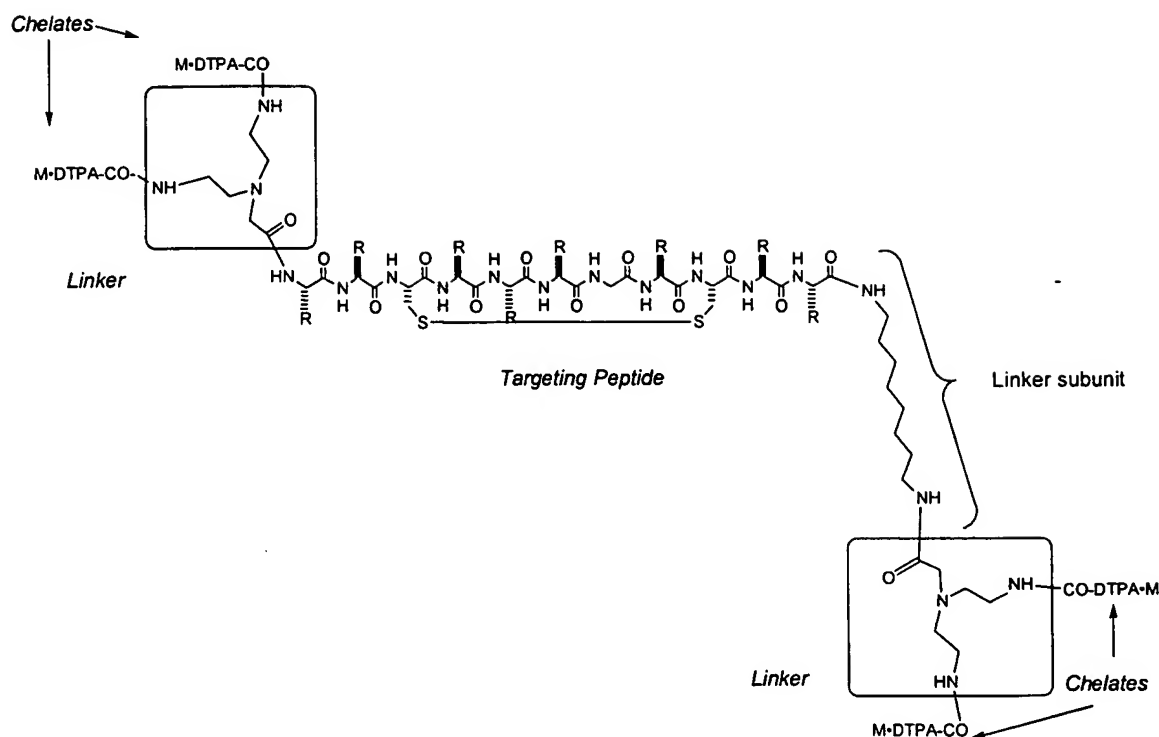 Chelates
M•DTPA-CO
NH
M•DTPA-CO-
NH
N
O
Linker
H O R H O R H O R H O R H O R H O
N N N N N N
HN N N N N N NH
R O H O H O H O H O H O R
S R S
Targeting Peptide
Linker subunit
NH
O
NH
CO-DTPA•M
N
Linker
HN
Chelates
M•DTPA-CO